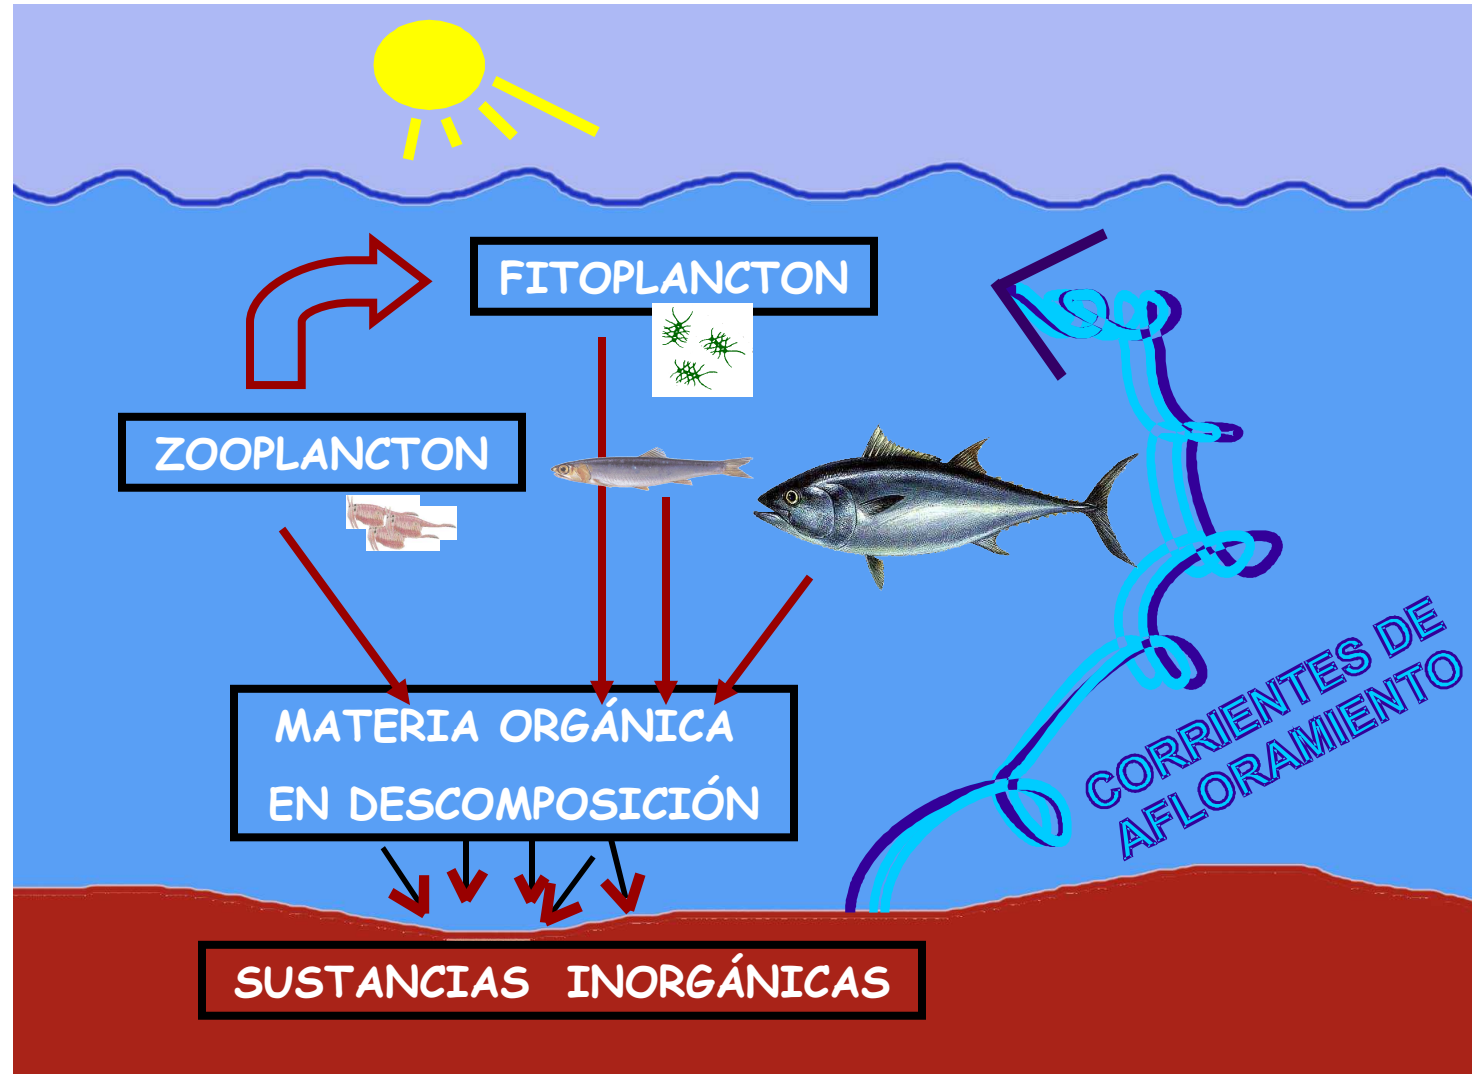 FITOPLANCTON
ZOOPLANCTON
MATERIA ORGÁNICA
EN DESCOMPOSICIÓN
CORRIENTES DE
AFLORAMIENTO
SUSTANCIAS INORGÁNICAS